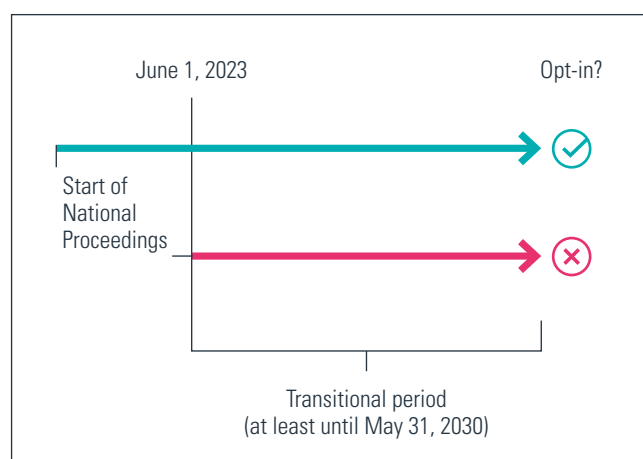 June 1, 2023
Opt-in?
Start of
National
Proceedings
Transitional period
(at least until May 31, 2030)